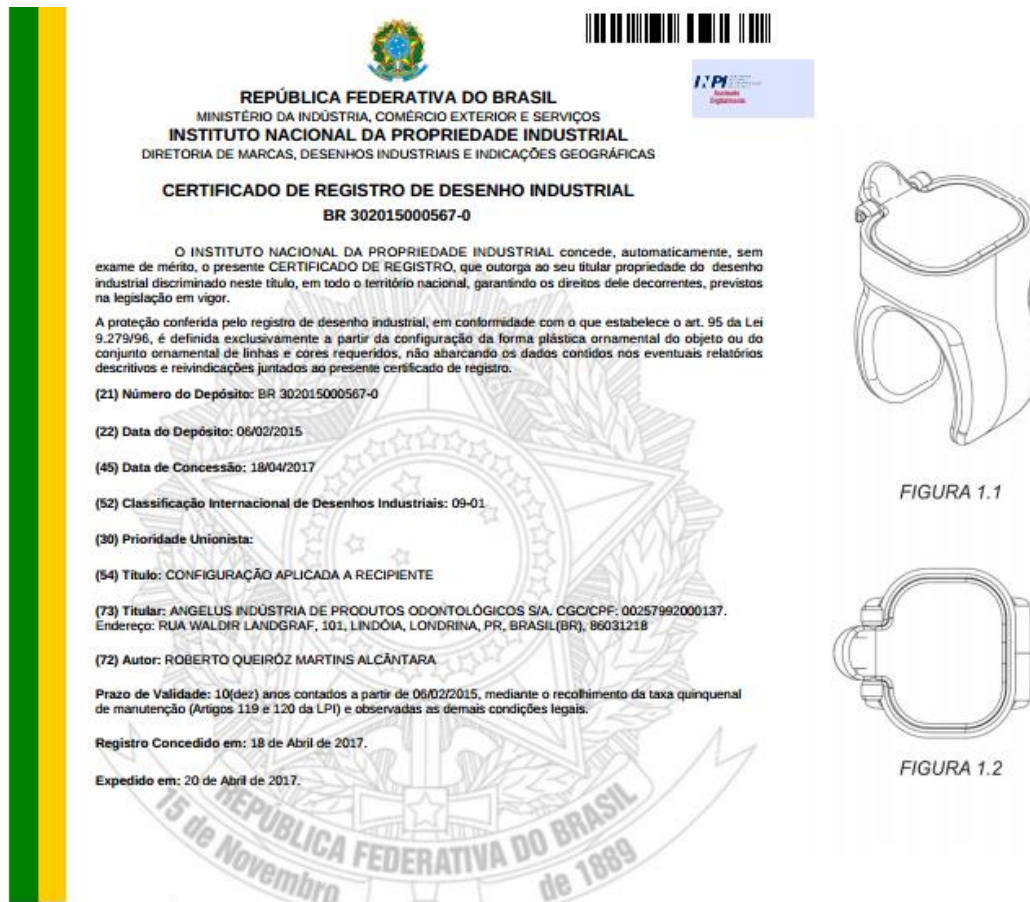 INPI
Assinado
Digitalmente
REPÚBLICA FEDERATIVA DO BRASIL
MINISTÉRIO DA INDÚSTRIA, COMÉRCIO EXTERIOR E SERVIÇOS
INSTITUTO NACIONAL DA PROPRIEDADE INDUSTRIAL
DIRETORIA DE MARCAS, DESENHOS INDUSTRIAIS E INDICAÇÕES GEOGRÁFICAS
CERTIFICADO DE REGISTRO DE DESENHO INDUSTRIAL
BR 302015000567-0
O INSTITUTO NACIONAL DA PROPRIEDADE INDUSTRIAL concede, automaticamente, sem
exame de mérito, o presente CERTIFICADO DE REGISTRO, que outorga ao seu titular propriedade do desenho
industrial discriminado neste título, em todo o território nacional, garantindo os direitos dele decorrentes, previstos
na legislação em vigor.
A proteção conferida pelo registro de desenho industrial, em conformidade com o que estabelece o art. 95 da Lei
9.279/96, é definida exclusivamente a partir da configuração da forma plástica ornamental do objeto ou do
conjunto ornamental de linhas e cores requeridos, não abarcando os dados contidos nos eventuais relatórios
descritivos e reivindicações juntados ao presente certificado de registro.
(21) Número do Depósito: BR 302015000567-0
(22) Data do Depósito: 06/02/2015
(45) Data de Concessão: 18/04/2017
(52) Classificação Internacional de Desenhos Industriais: 09-01
(30) Prioridade Unionista:
(54) Título: CONFIGURAÇÃO APLICADA A RECIPIENTE
(73) Titular: ANGELUS INDÚSTRIA DE PRODUTOS ODONTOLÓGICOS S/A. CGC/CPF: 00257992000137.
Endereço: RUA WALDIR LANDGRAF, 101, LINDÓIA, LONDRINA, PR, BRASIL(BR), 86031218
(72) Autor: ROBERTO QUEIRÓZ MARTINS ALCÂNTARA
Prazo de Validade: 10(dez) anos contados a partir de 06/02/2015, mediante o recolhimento da taxa quinquenal
de manutenção (Artigos 119 e 120 da LPI) e observadas as demais condições legais.
Registro Concedido em: 18 de Abril de 2017.
Expedido em: 20 de Abril de 2017.
REPÚBLICA FEDERATIVA DO BRASIL
15 de Novembro
de 1889
FIGURA 1.1
FIGURA 1.2